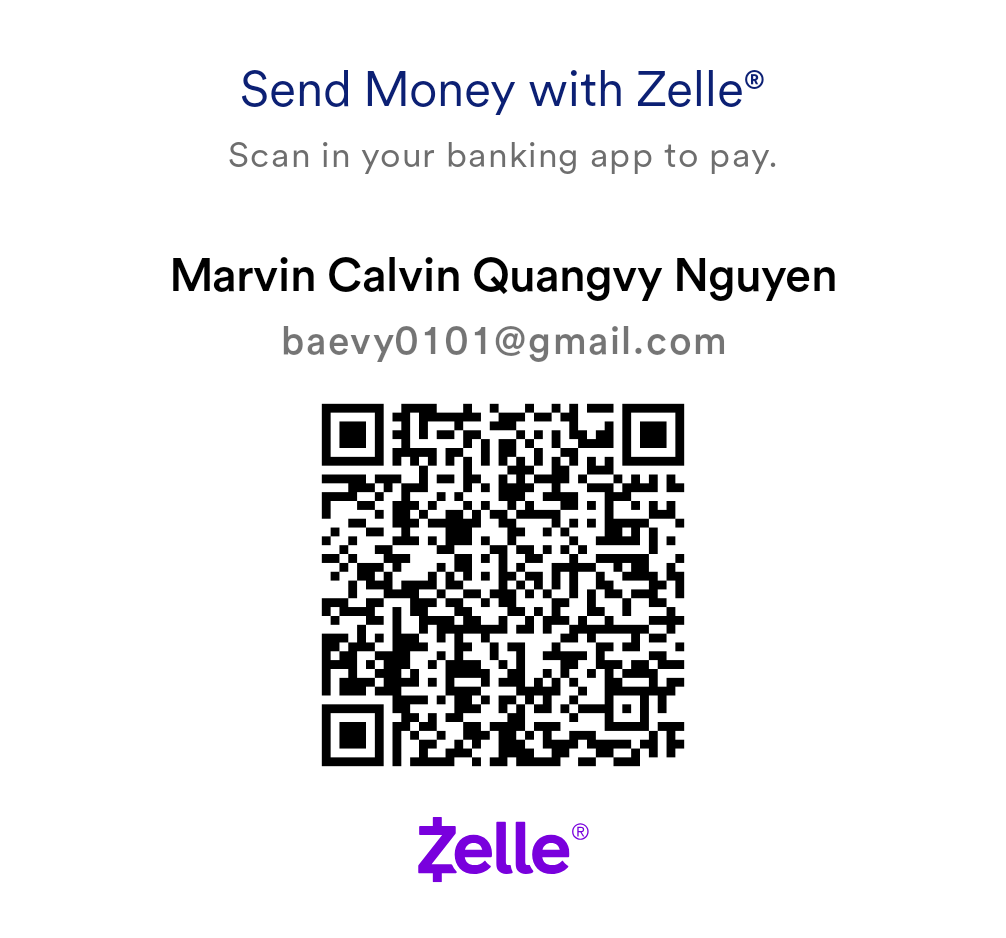 Send Money with Zelle®
Scan in your banking app to pay.
Marvin Calvin Quangvy Nguyen
baevy0101@gmail.com
Zelle®